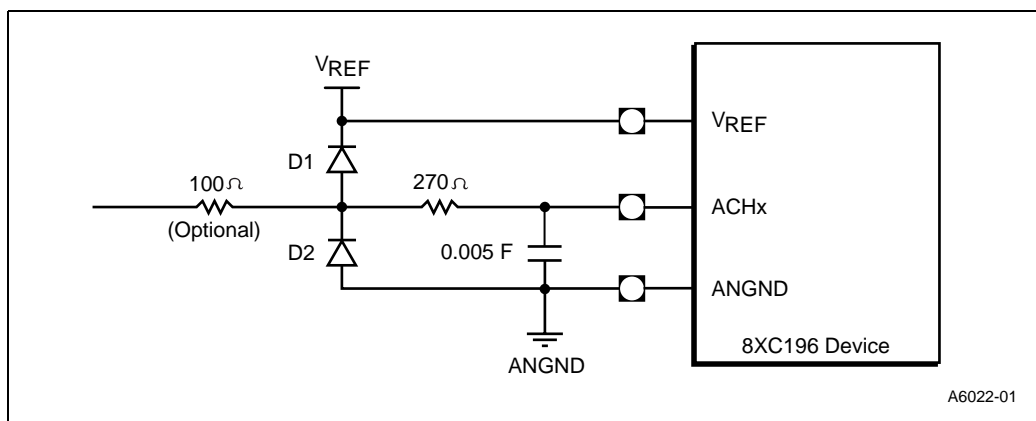 VREF
D1
100Ω
(Optional)
270Ω
D2
0.005 F
ANGND
VREF
ACHx
ANGND
8XC196 Device
A6022-01